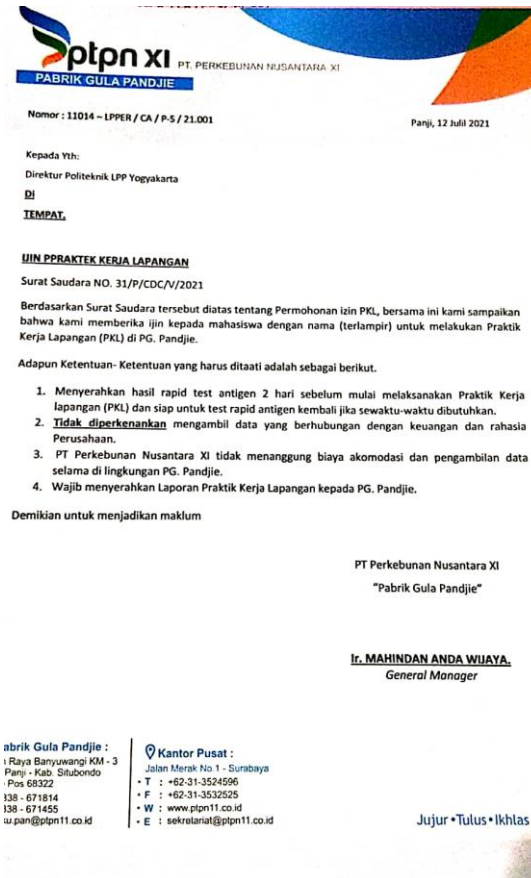 ptpn XI PT. PERKEBUNAN NUSANTARA XI
PABRIK GULA PANDJIE
Nomor : 11014 – LPPER / CA / P-S / 21.001
Panji, 12 Julil 2021
Kepada Yth:
Direktur Politeknik LPP Yogyakarta
Di
TEMPAT.
IJIN PPRAKTEK KERJA LAPANGAN
Surat Saudara NO. 31/P/CDC/V/2021
Berdasarkan Surat Saudara tersebut diatas tentang Permohonan izin PKL, bersama ini kami sampaikan
bahwa kami memberika ijin kepada mahasiswa dengan nama (terlampir) untuk melakukan Praktik
Kerja Lapangan (PKL) di PG. Pandjie.
Adapun Ketentuan- Ketentuan yang harus ditaati adalah sebagai berikut.
1. Menyerahkan hasil rapid test antigen 2 hari sebelum mulai melaksanakan Praktik Kerja
lapangan (PKL) dan siap untuk test rapid antigen kembali jika sewaktu-waktu dibutuhkan.
2. Tidak diperkenankan mengambil data yang berhubungan dengan keuangan dan rahasia
Perusahaan.
3. PT Perkebunan Nusantara XI tidak menanggung biaya akomodasi dan pengambilan data
selama di lingkungan PG. Pandjie.
4. Wajib menyerahkan Laporan Praktik Kerja Lapangan kepada PG. Pandjie.
Demikian untuk menjadikan maklum
PT Perkebunan Nusantara XI
"Pabrik Gula Pandjie"
Ir. MAHINDAN ANDA WIJAYA.
General Manager
abrik Gula Pandjie :
Raya Banyuwangi KM - 3
Panji - Kab. Situbondo
Pos 68322
338 - 671814
338 - 671455
u.pan@ptpn11.co.id
Kantor Pusat :
Jalan Merak No.1 - Surabaya
• T : +62-31-3524596
• F : +62-31-3532525
• W : www.ptpn11.co.id
• E : sekretariat@ptpn11.co.id
Jujur • Tulus • Ikhlas